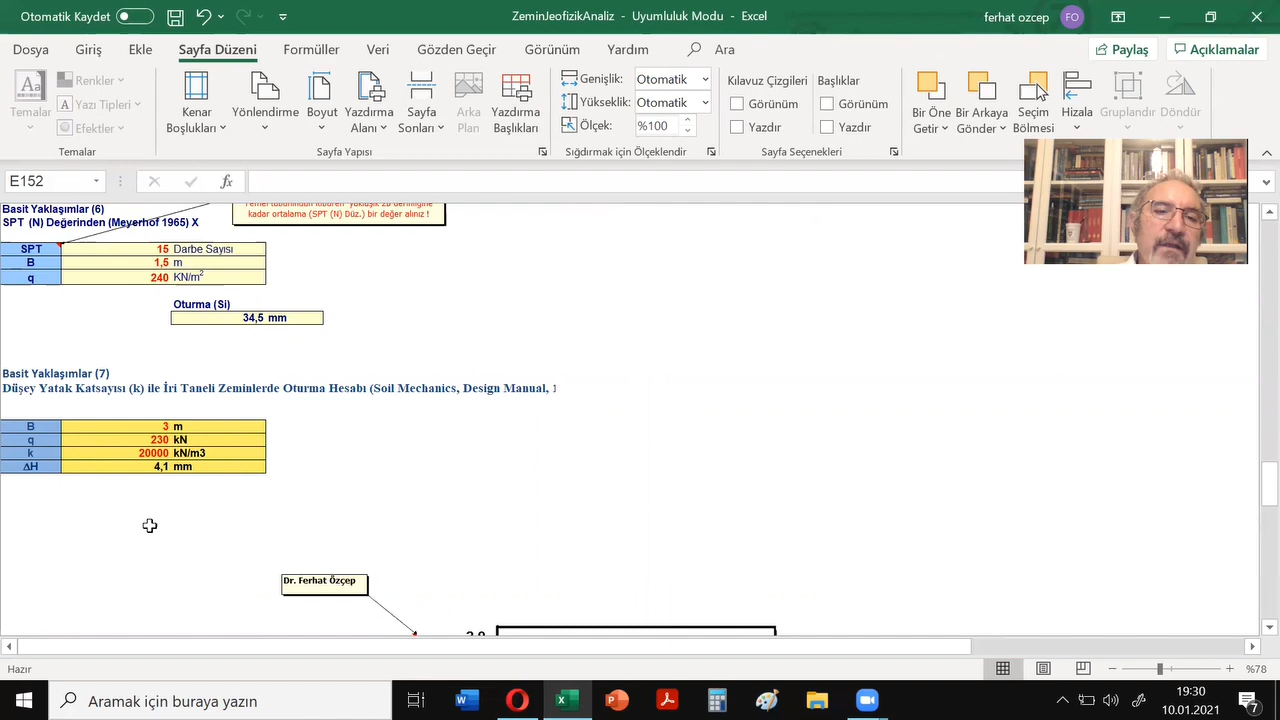 Otomatik Kaydet
ZeminJeofizikAnaliz - Uyumluluk Modu - Excel
ferhat ozcep FO
Dosya Giriş Ekle Sayfa Düzeni Formüller Veri Gözden Geçir Görünüm Yardım Ara Paylaş Açıklamalar
Temalar
Renkler
Yazı Tipleri
Efektler
Temalar
Kenar Boşlukları
Yönlendirme
Boyut
Yazdırma Alanı
Sayfa Sonları
Arka Plan
Yazdırma Başlıkları
Sayfa Yapısı
Genişlik: Otomatik
Yükseklik: Otomatik
Ölçek: %100
Sığdırmak için Ölçeklendir
Kılavuz Çizgileri
Görünüm
Yazdır
Başlıklar
Görünüm
Yazdır
Sayfa Seçenekleri
Bir Öne Getir
Bir Arkaya Gönder
Seçim Bölmesi
Hizala
Gruplandır
Döndür
E152 fx
Basit Yaklaşımlar (6)
SPT (N) Değerinden (Meyerhof 1965) X
kadar ortalama (SPT (N) Düz.) bir değer alınız !
SPT 15 Darbe Sayısı
B 1,5 m
q 240 KN/m2
Oturma (Si)
34,5 mm
Basit Yaklaşımlar (7)
Düşey Yatak Katsayısı (k) ile İri Taneli Zeminlerde Oturma Hesabı (Soil Mechanics, Design Manual, 1
B 3 m
q 230 kN
k 20000 kN/m3
ΔH 4,1 mm
Dr. Ferhat Özçep
Hazır
%78
Aramak için buraya yazın
19:30
10.01.2021
7